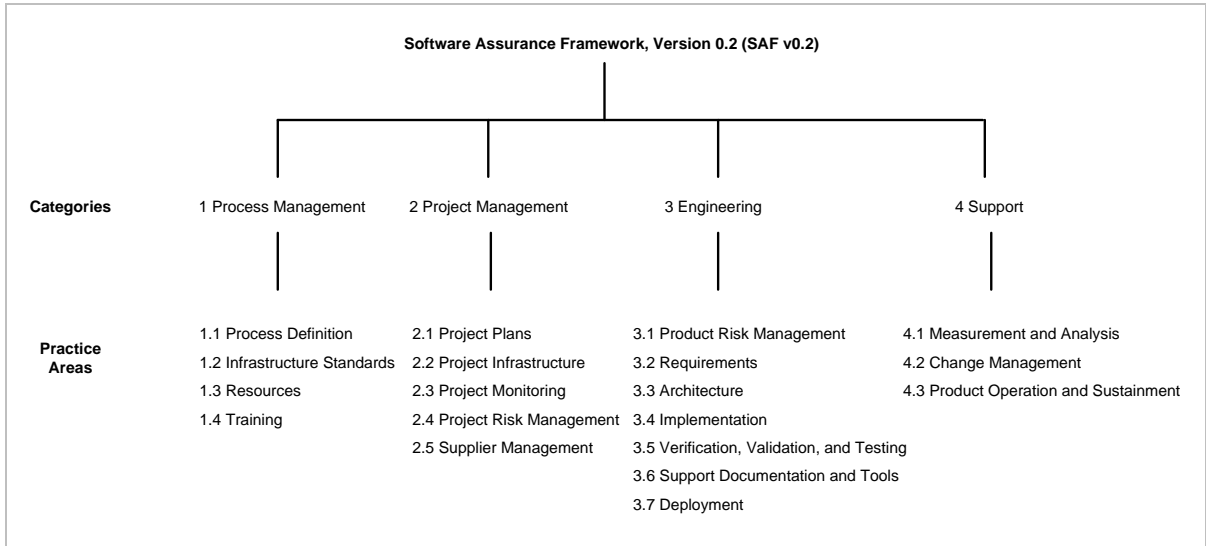 Software Assurance Framework, Version 0.2 (SAF v0.2)
Categories
1 Process Management
2 Project Management
3 Engineering
4 Support
Practice
Areas
1.1 Process Definition
1.2 Infrastructure Standards
1.3 Resources
1.4 Training
2.1 Project Plans
2.2 Project Infrastructure
2.3 Project Monitoring
2.4 Project Risk Management
2.5 Supplier Management
3.1 Product Risk Management
3.2 Requirements
3.3 Architecture
3.4 Implementation
3.5 Verification, Validation, and Testing
3.6 Support Documentation and Tools
3.7 Deployment
4.1 Measurement and Analysis
4.2 Change Management
4.3 Product Operation and Sustainment